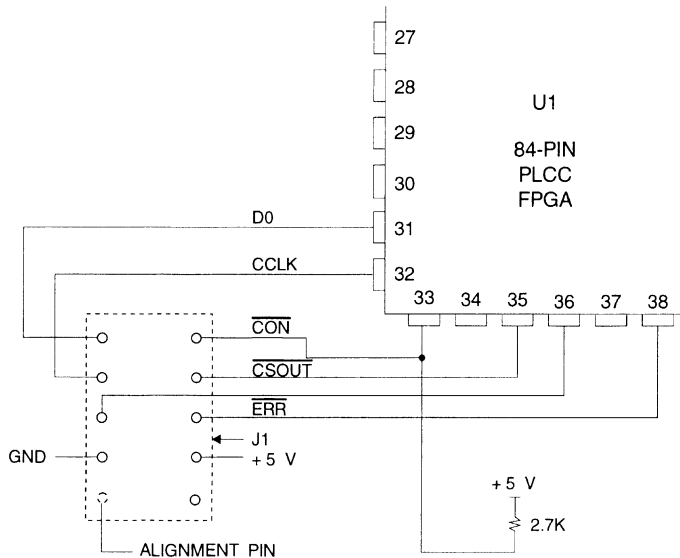 27
28
29
30
31
32
U1
84-PIN
PLCC
FPGA
D0
CCLK
33 34 35 36 37 38
CON
CSOUT
ERR
J1
GND
+5 V
+5 V
2.7K
ALIGNMENT PIN